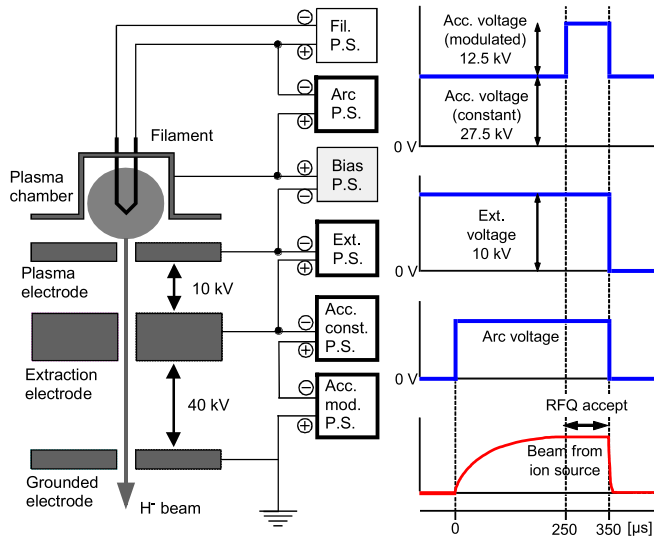 Fil.
P.S.
Arc
P.S.
Bias
P.S.
Ext.
P.S.
Acc.
const.
P.S.
Acc.
mod.
P.S.
Filament
Plasma
chamber
Plasma
electrode
10 kV
Extraction
electrode
40 kV
Grounded
electrode
H⁻ beam
Acc. voltage
(modulated)
12.5 kV
Acc. voltage
(constant)
27.5 kV
0 V
Ext.
voltage
10 kV
0 V
Arc voltage
0 V
RFQ accept
Beam from
ion source
0 250 350 [μs]